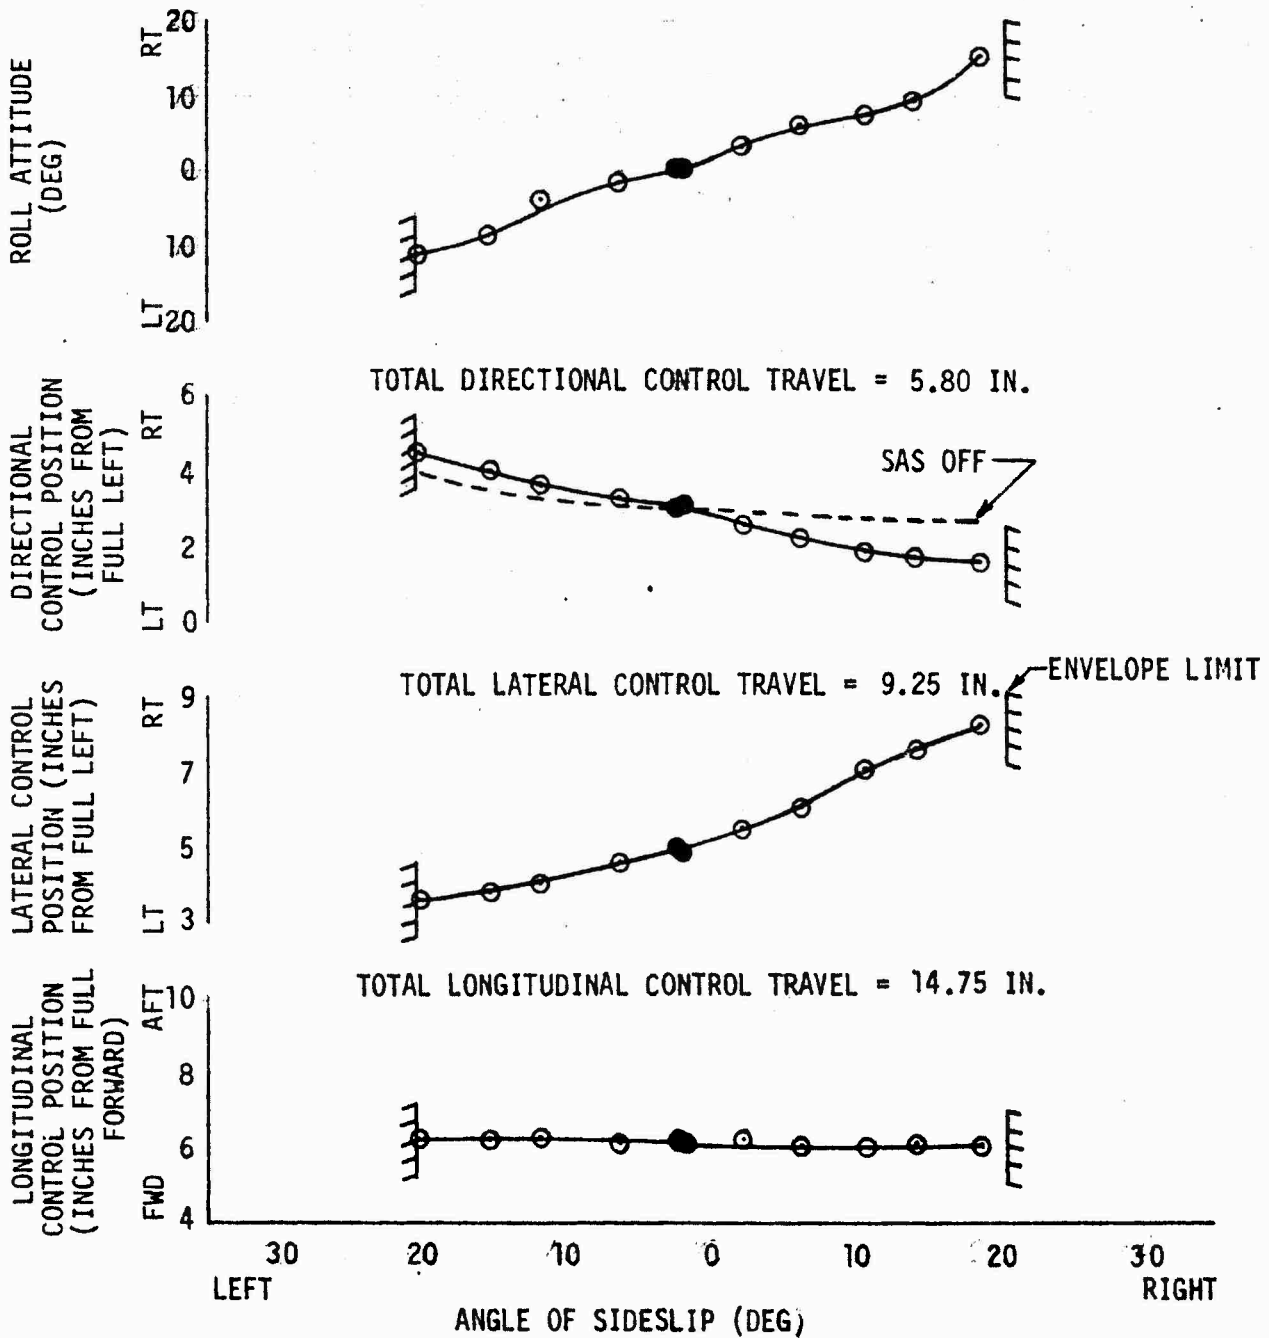 ROLL ATTITUDE
(DEG)
RT
LT
20
10
0
10
20
TOTAL DIRECTIONAL CONTROL TRAVEL = 5.80 IN.
DIRECTIONAL
CONTROL POSITION
(INCHES FROM
FULL LEFT)
RT
LT
6
4
2
0
SAS OFF
TOTAL LATERAL CONTROL TRAVEL = 9.25 IN.
ENVELOPE LIMIT
LATERAL CONTROL
POSITION (INCHES
FROM FULL LEFT)
RT
LT
9
7
5
3
TOTAL LONGITUDINAL CONTROL TRAVEL = 14.75 IN.
LONGITUDINAL
CONTROL POSITION
(INCHES FROM FULL
FORWARD)
AFT
FWD
10
8
6
4
30 20 10 0 10 20 30
LEFT RIGHT
ANGLE OF SIDESLIP (DEG)